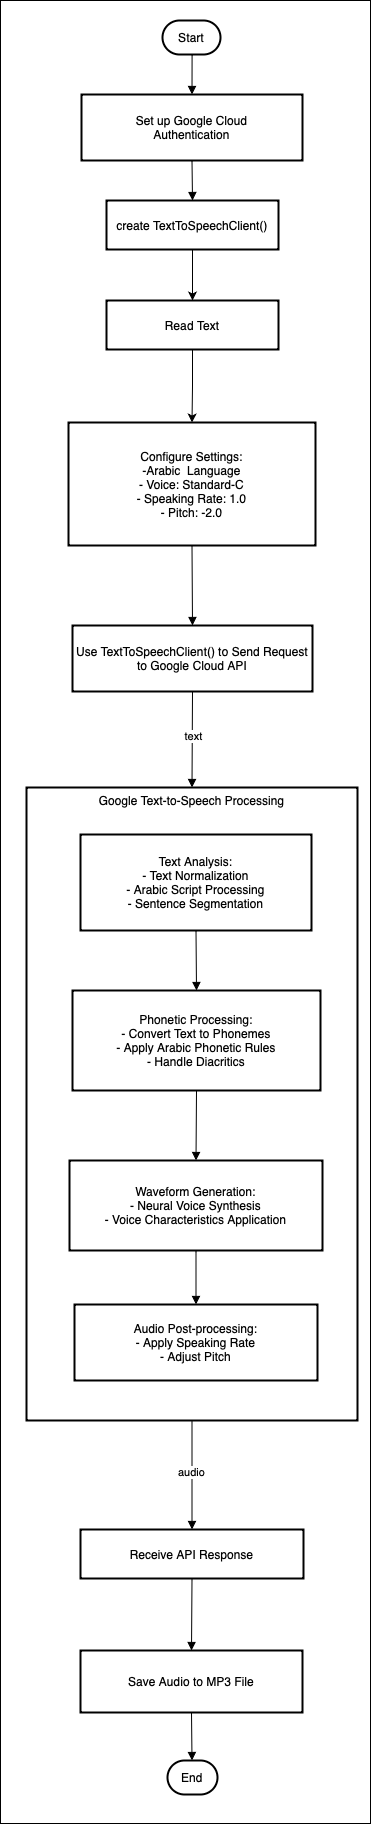 Start
Set up Google Cloud
Authentication
create TextToSpeechClient()
Read Text
Configure Settings:
-Arabic  Language
- Voice: Standard-C
- Speaking Rate: 1.0
- Pitch: -2.0
Use TextToSpeechClient() to Send Request
to Google Cloud API
text
Google Text-to-Speech Processing
Text Analysis:
- Text Normalization
- Arabic Script Processing
- Sentence Segmentation
Phonetic Processing:
- Convert Text to Phonemes
- Apply Arabic Phonetic Rules
- Handle Diacritics
Waveform Generation:
- Neural Voice Synthesis
- Voice Characteristics Application
Audio Post-processing:
- Apply Speaking Rate
- Adjust Pitch
audio
Receive API Response
Save Audio to MP3 File
End